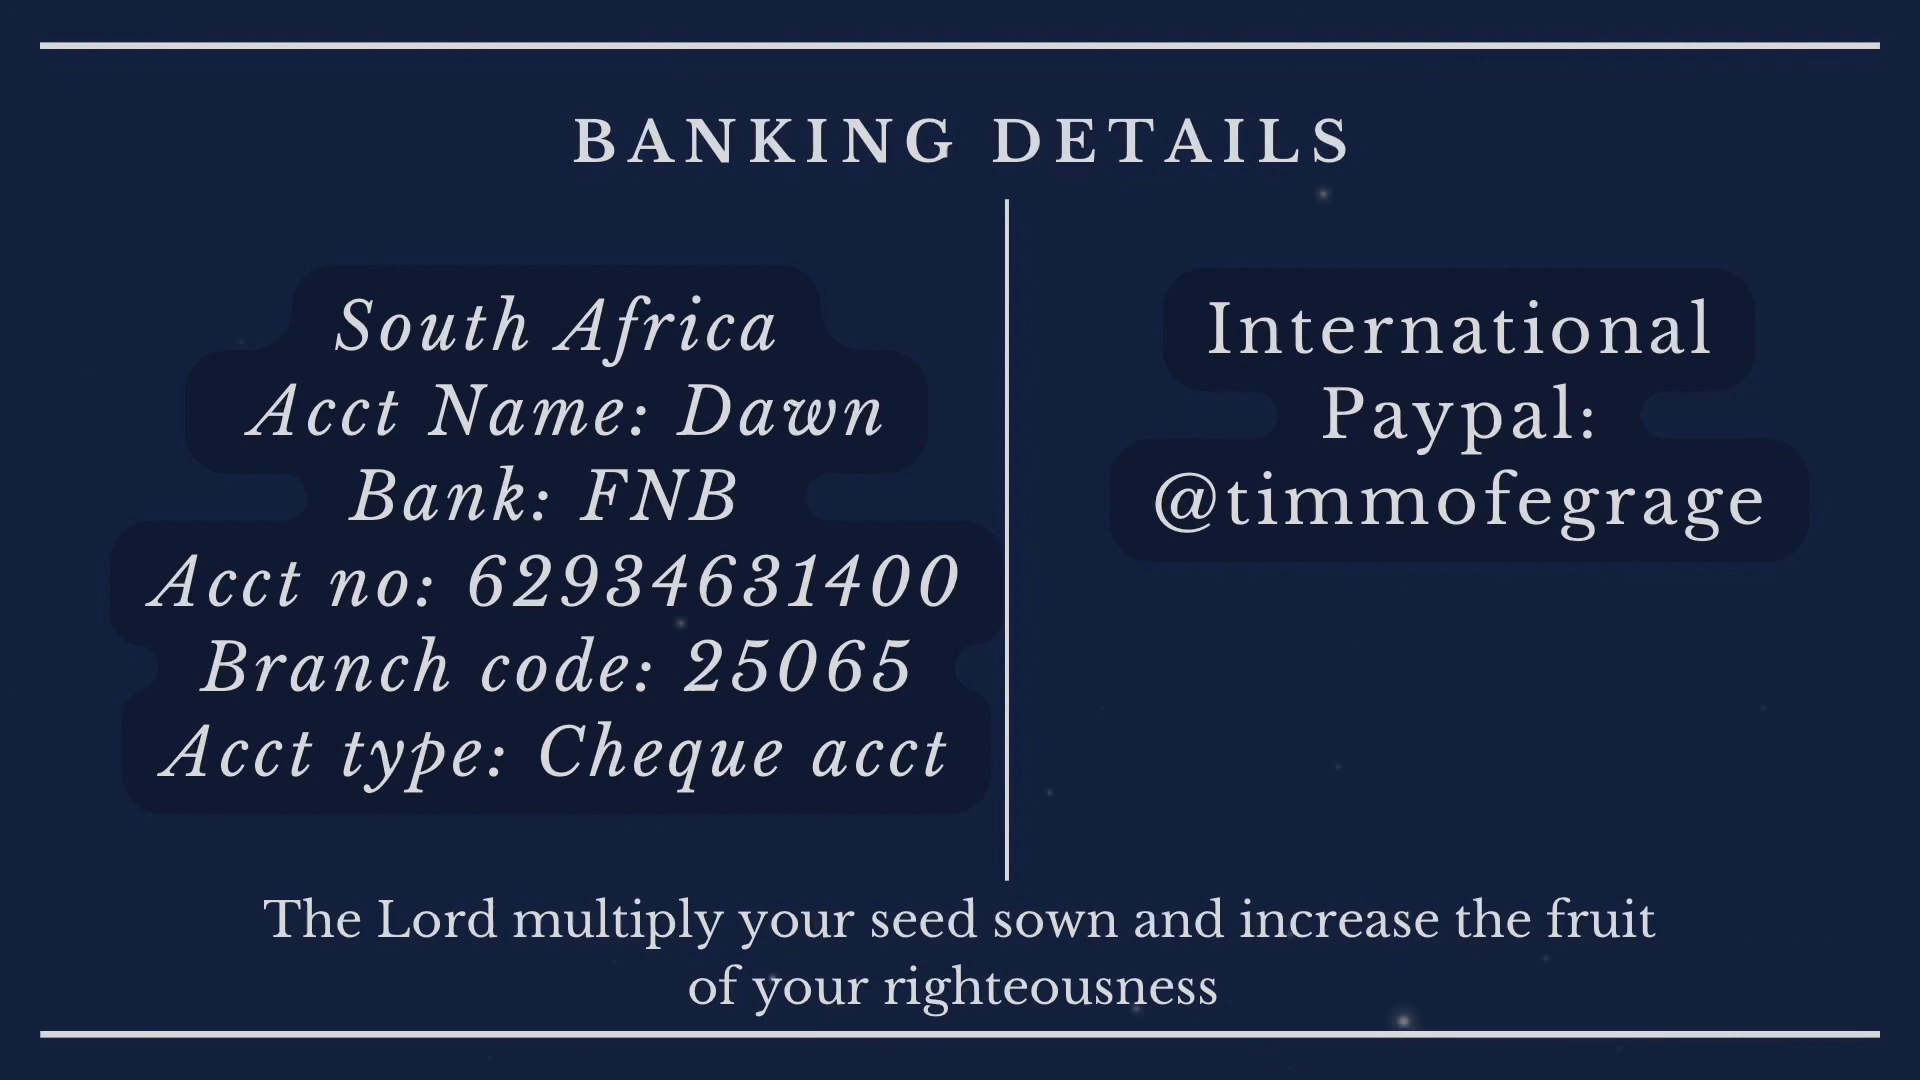 BANKING DETAILS
South Africa
Acct Name: Dawn
Bank: FNB
Acct no: 62934631400
Branch code: 25065
Acct type: Cheque acct
International
Paypal:
@timmofegrage
The Lord multiply your seed sown and increase the fruit
of your righteousness